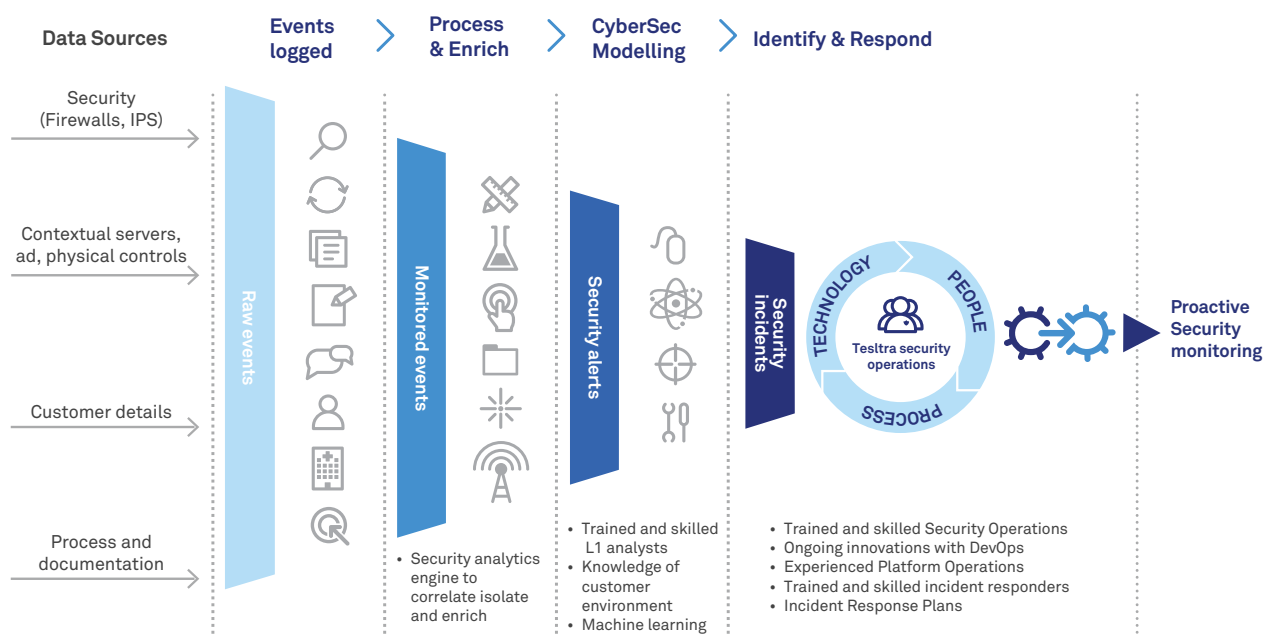 Data Sources
Events
logged
Process
& Enrich
CyberSec
Modelling
Identify & Respond
Security
(Firewalls, IPS)
Contextual servers,
ad, physical controls
Customer details
Process and
documentation
Raw events
Monitored events
• Security analytics
engine to
correlate isolate
and enrich
Security alerts
• Trained and skilled
L1 analysts
• Knowledge of
customer
environment
• Machine learning
Security
incidents
TECHNOLOGY
PEOPLE
PROCESS
Tesltra security
operations
• Trained and skilled Security Operations
• Ongoing innovations with DevOps
• Experienced Platform Operations
• Trained and skilled incident responders
• Incident Response Plans
Proactive
Security
monitoring